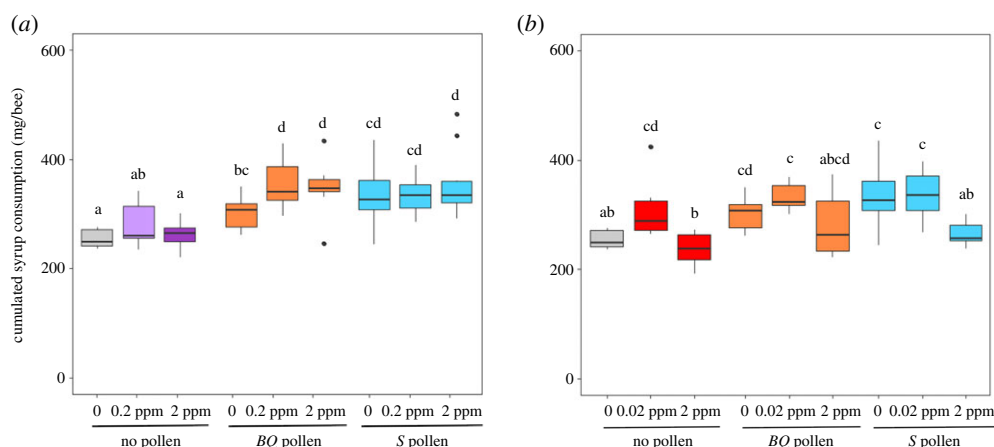 (a) (b)
cumulated syrup consumption (mg/bee)
600
400
200
0
a ab a bc d d cd cd d
0 0.2 ppm 2 ppm 0 0.2 ppm 2 ppm 0 0.2 ppm 2 ppm
no pollen BO pollen S pollen
600
400
200
0
ab cd b cd c abcd c c ab
0 0.02 ppm 2 ppm 0 0.02 ppm 2 ppm 0 0.02 ppm 2 ppm
no pollen BO pollen S pollen